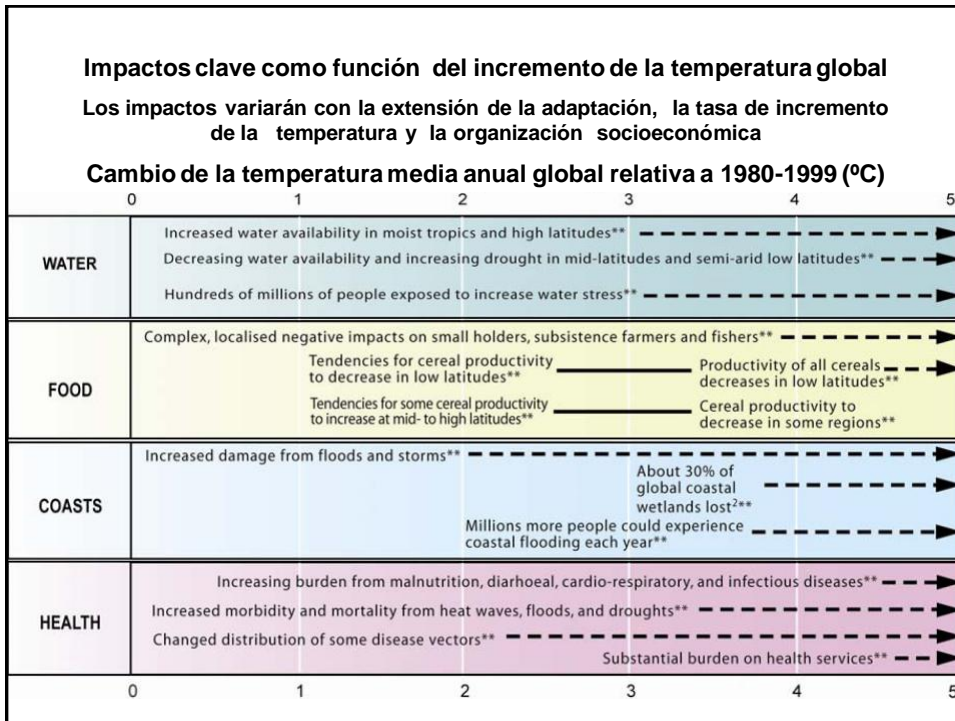 Impactos clave como función del incremento de la temperatura global
Los impactos variarán con la extensión de la adaptación, la tasa de incremento
de la temperatura y la organización socioeconómica
Cambio de la temperatura media anual global relativa a 1980-1999 (ºC)
0 1 2 3 4 5
WATER
Increased water availability in moist tropics and high latitudes**
Decreasing water availability and increasing drought in mid-latitudes and semi-arid low latitudes**
Hundreds of millions of people exposed to increase water stress**
FOOD
Complex, localised negative impacts on small holders, subsistence farmers and fishers**
Tendencies for cereal productivity
to decrease in low latitudes**
Productivity of all cereals
decreases in low latitudes**
Tendencies for some cereal productivity
to increase at mid- to high latitudes**
Cereal productivity to
decrease in some regions**
COASTS
Increased damage from floods and storms**
About 30% of
global coastal
wetlands lost²**
Millions more people could experience
coastal flooding each year**
HEALTH
Increasing burden from malnutrition, diarhoeal, cardio-respiratory, and infectious diseases**
Increased morbidity and mortality from heat waves, floods, and droughts**
Changed distribution of some disease vectors**
Substantial burden on health services**
0 1 2 3 4 5